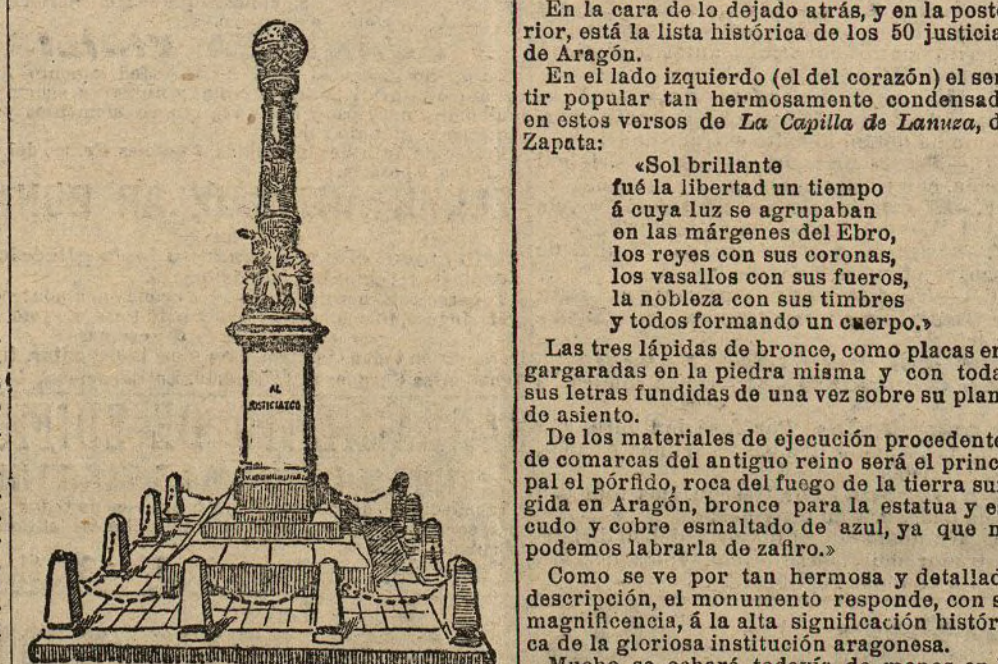 AL
JUSTICIAZGO
En la cara de lo dejado atrás, y en la poste
rior, está la lista histórica de los 50 justicia
de Aragón.
En el lado izquierdo (el del corazón) el sen
tir popular tan hermosamente condensad
en estos versos de La Capilla de Lanuza, d
Zapata:
«Sol brillante
fué la libertad un tiempo
á cuya luz se agrupaban
en las márgenes del Ebro,
los reyes con sus coronas,
los vasallos con sus fueros,
la nobleza con sus timbres
y todos formando un cuerpo.»
Las tres lápidas de bronce, como placas en
gargaradas en la piedra misma y con toda
sus letras fundidas de una vez sobre su plan
de asiento.
De los materiales de ejecución procedente
de comarcas del antiguo reino será el princi
pal el pórfido, roca del fuego de la tierra sur
gida en Aragón, bronce para la estatua y es
cudo y cobre esmaltado de azul, ya que n
podemos labrarla de zafiro.»
Como se ve por tan hermosa y detallad
descripción, el monumento responde, con s
magnificencia, á la alta significación históri
ca de la gloriosa institución aragonesa.